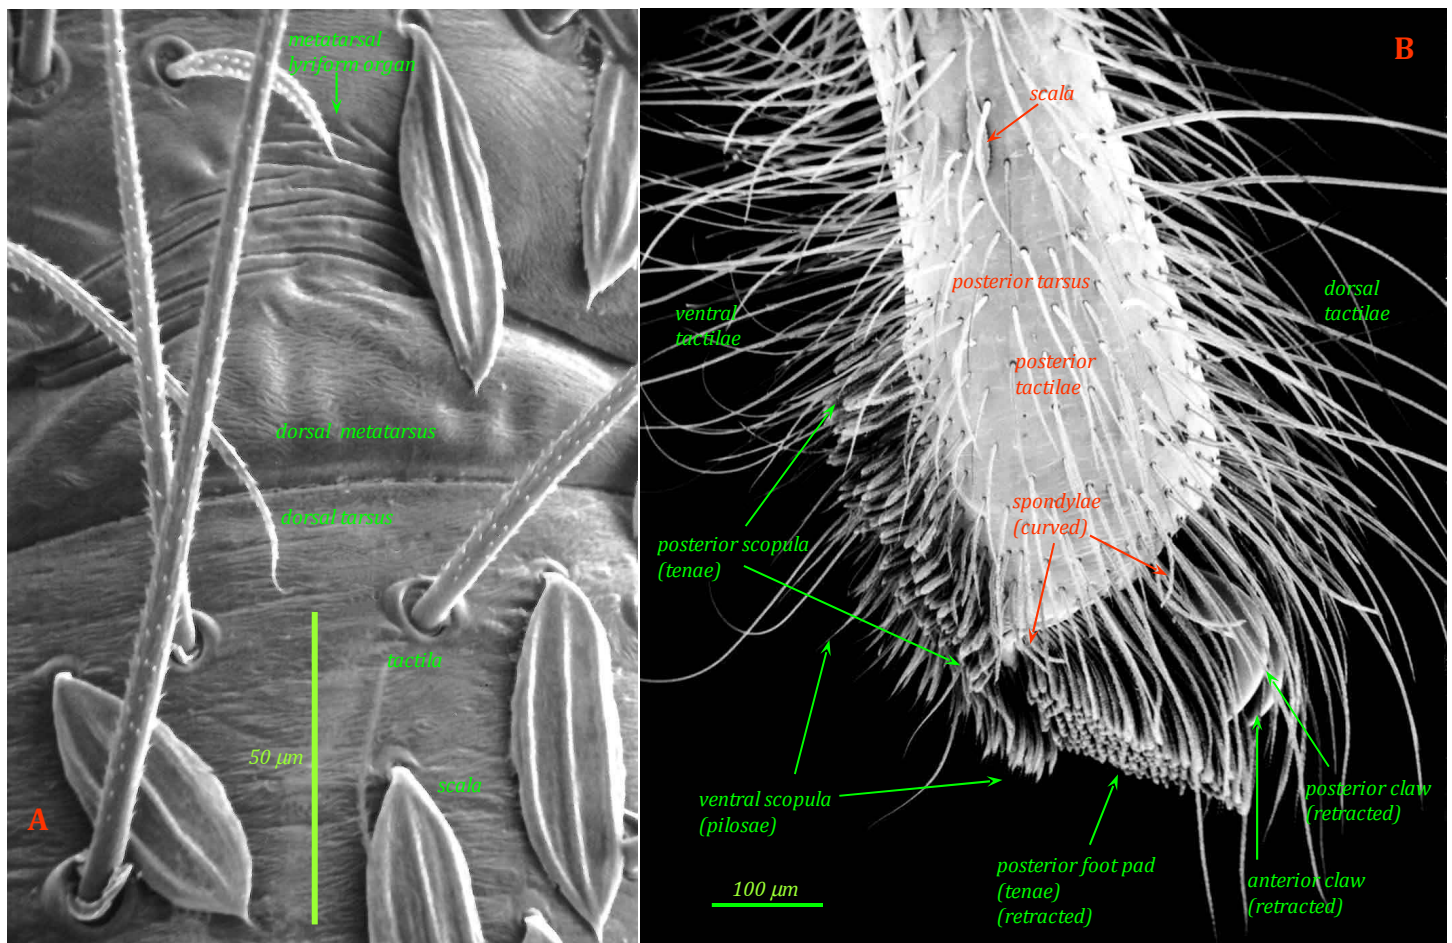 metatarsal
lyriform organ
dorsal metatarsus
dorsal tarsus
tactila
50 µm
scala
A
B
scala
posterior tarsus
dorsal
tactilae
ventral
tactilae
posterior
tactilae
spondylae
(curved)
posterior scopula
(tenae)
ventral scopula
(pilosae)
posterior claw
(retracted)
posterior foot pad
(tenae)
(retracted)
anterior claw
(retracted)
100 µm